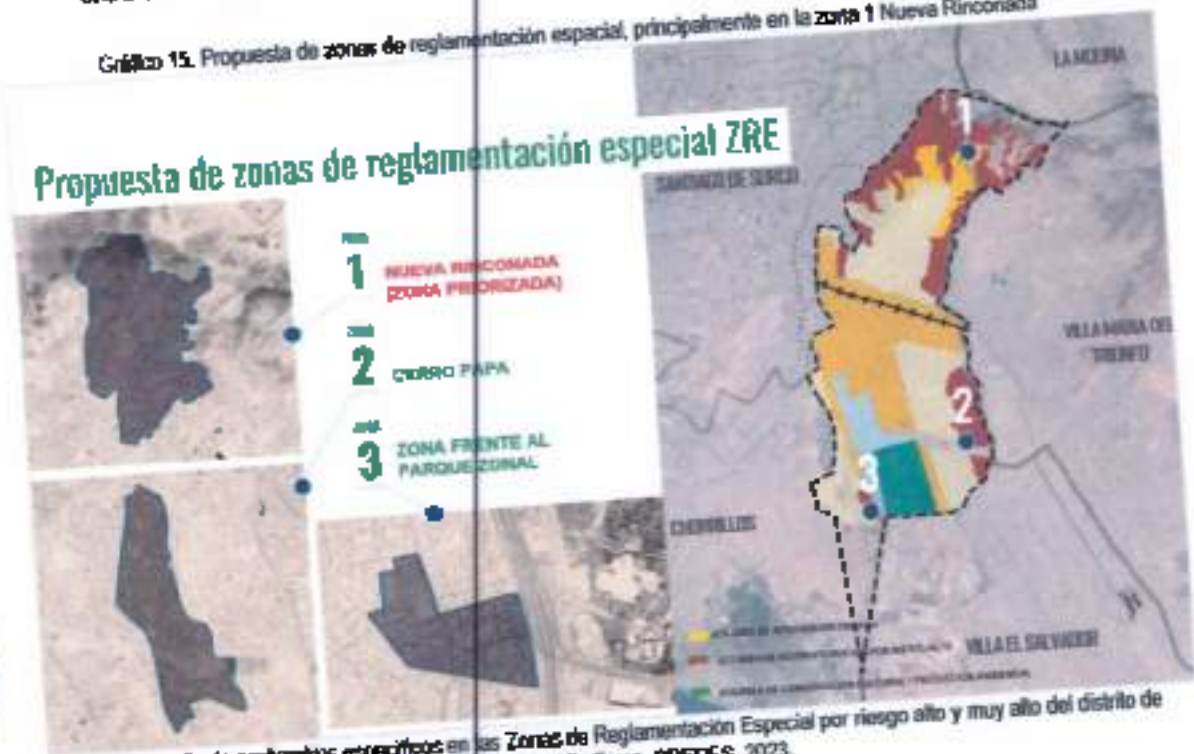 Gráfico 15. Propuesta de zonas de reglamentación espacial, principalmente en la zona 1 Nueva Rinconada
Propuesta de zonas de reglamentación especial ZRE
1 NUEVA RINCONADA
(ZONA PRIORIZADA)
2 CERRO PAPA
3 ZONA FRENTE AL
PARQUE ZONAL
LA MOLINA
1
SANTIAGO DE SURCO
VILLA MARIA DEL
TRIUNFO
2
3
CHORRILLOS
VILLA EL SALVADOR
específicos en las Zonas de Reglamentación Especial por riesgo alto y muy alto del distrito de
PREDES, 2023.